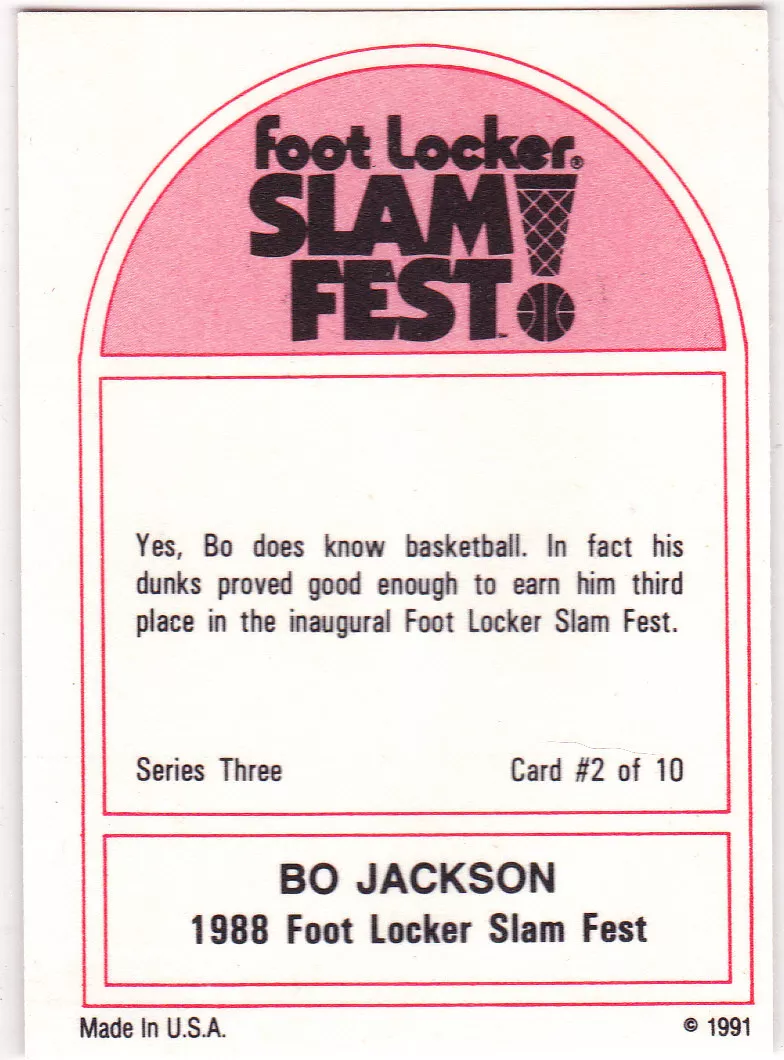 Foot Locker®
SLAM
FEST!™
Yes, Bo does know basketball. In fact his
dunks proved good enough to earn him third
place in the inaugural Foot Locker Slam Fest.
Series Three Card #2 of 10
BO JACKSON
1988 Foot Locker Slam Fest
Made In U.S.A. © 1991